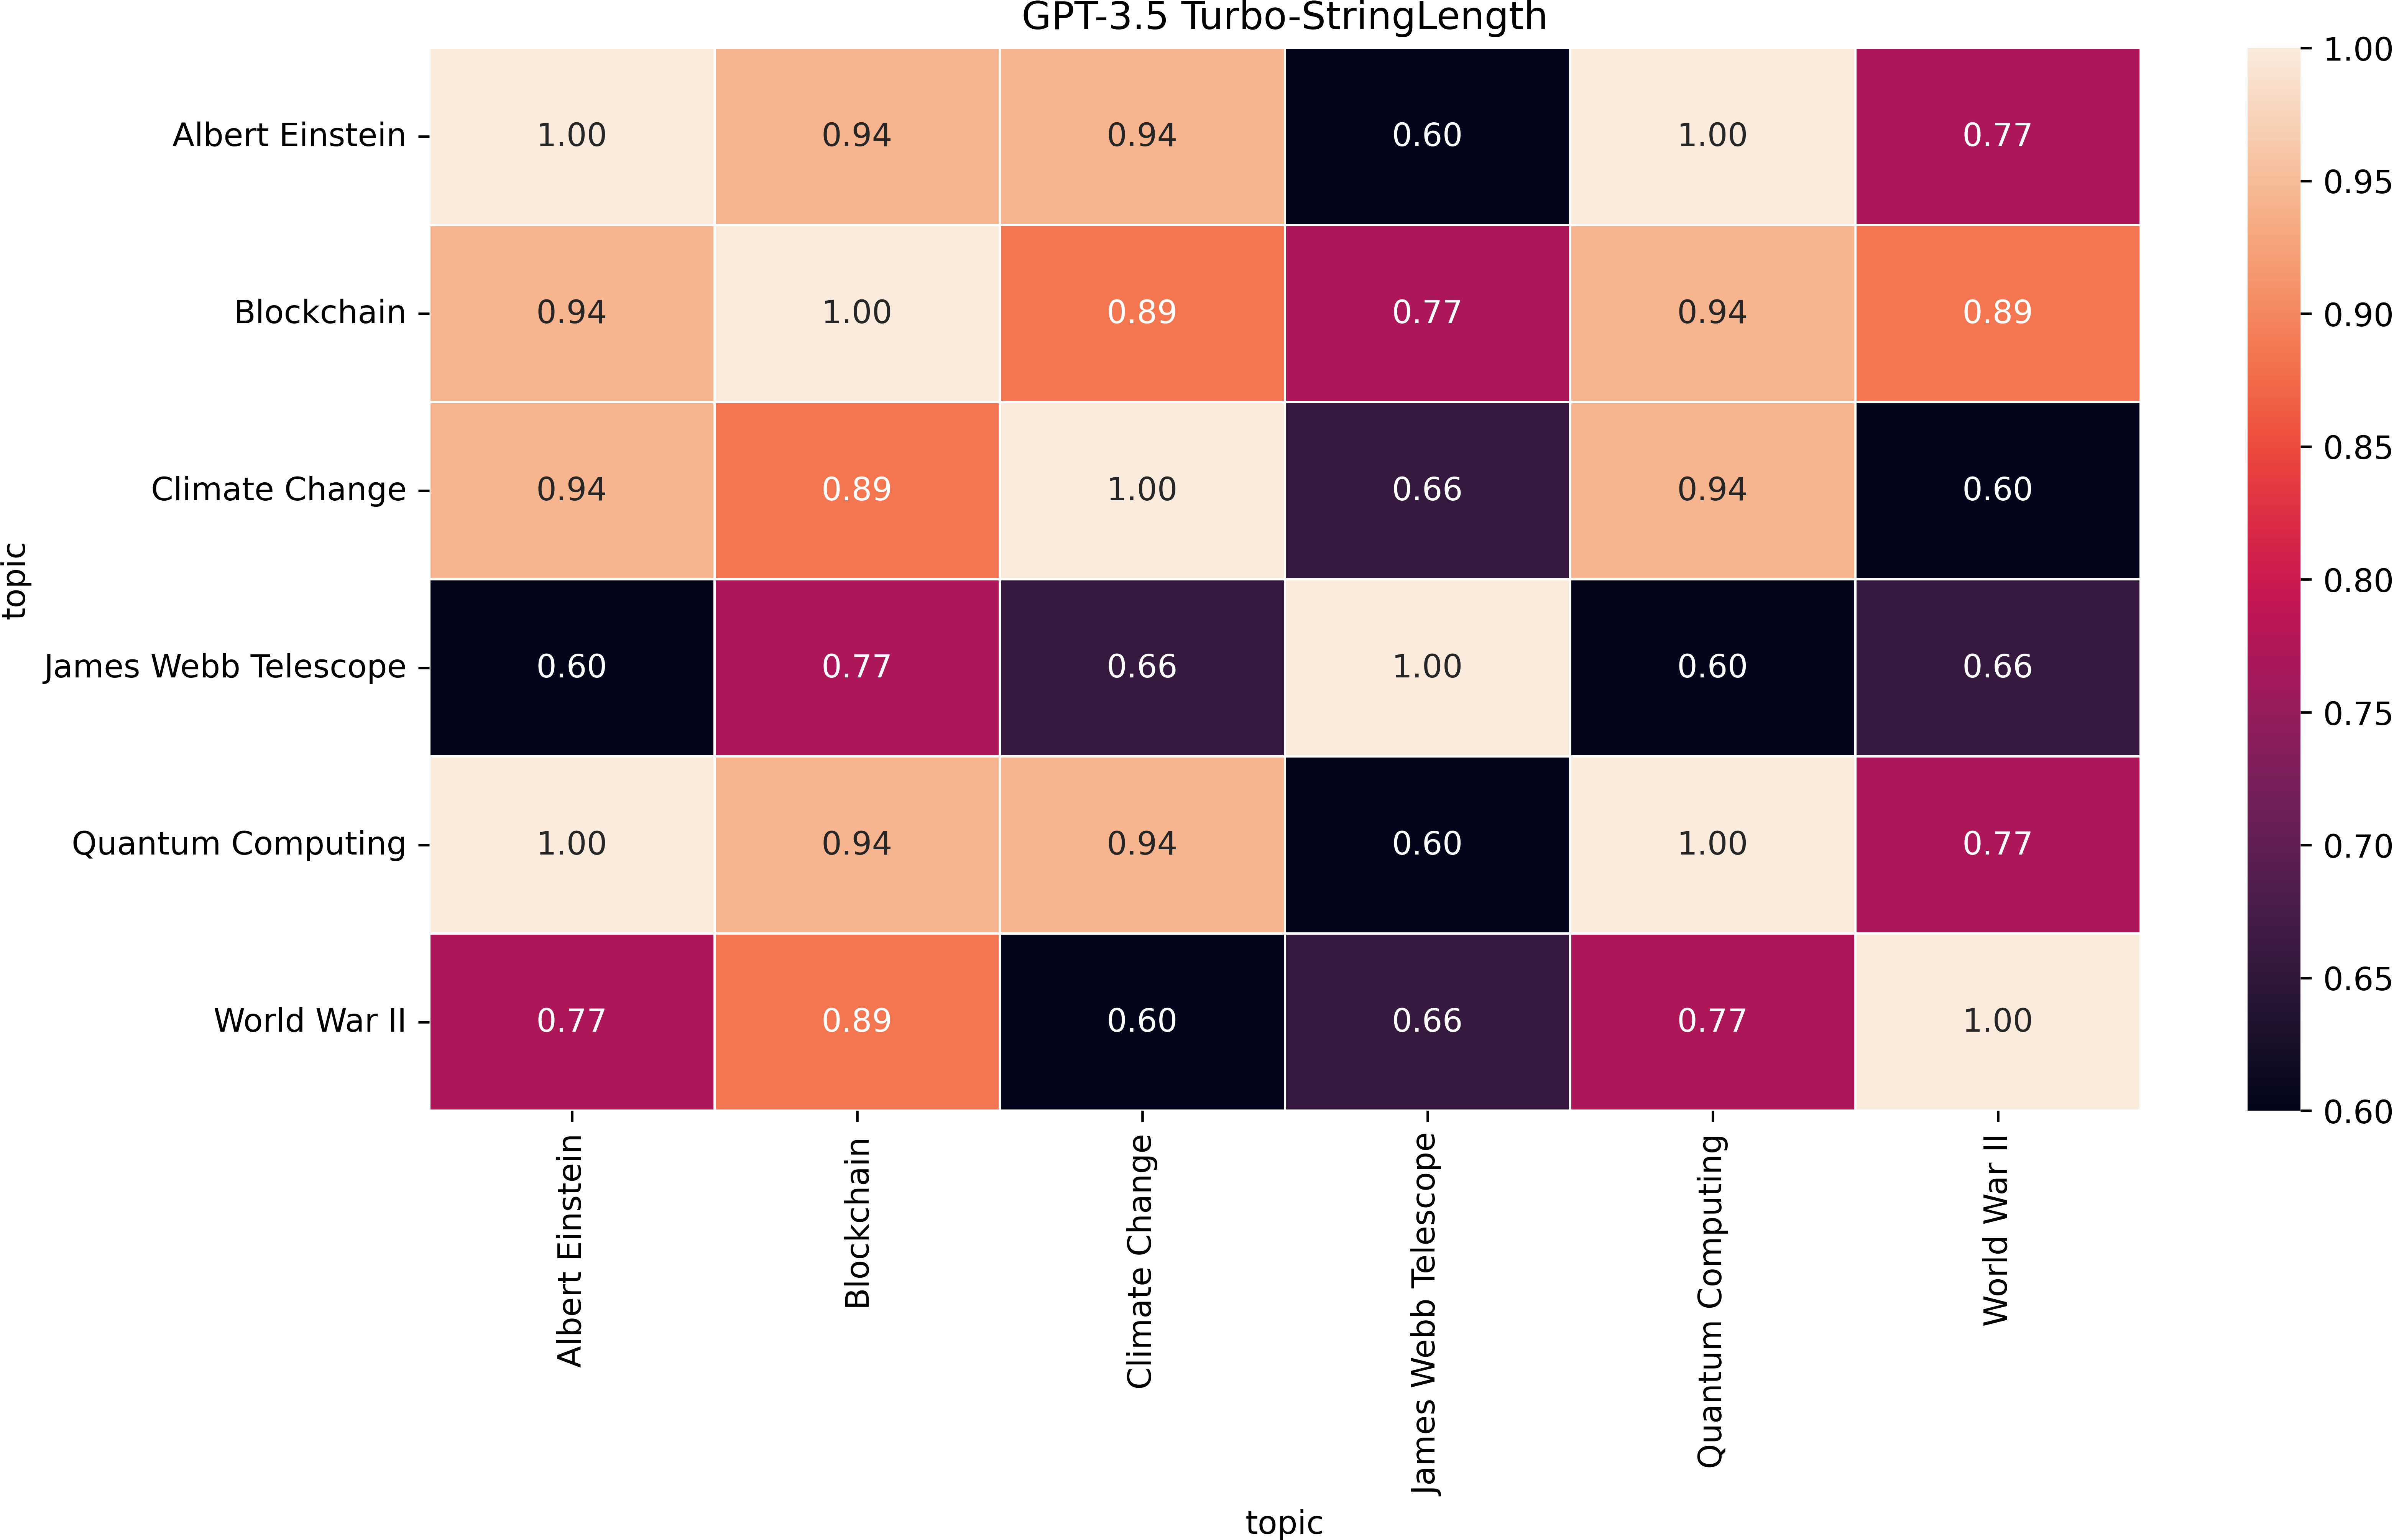 GPT-3.5 Turbo-StringLength
topic
Albert Einstein 1.00 0.94 0.94 0.60 1.00 0.77
Blockchain 0.94 1.00 0.89 0.77 0.94 0.89
Climate Change 0.94 0.89 1.00 0.66 0.94 0.60
James Webb Telescope 0.60 0.77 0.66 1.00 0.60 0.66
Quantum Computing 1.00 0.94 0.94 0.60 1.00 0.77
World War II 0.77 0.89 0.60 0.66 0.77 1.00
Albert Einstein
Blockchain
Climate Change
James Webb Telescope
Quantum Computing
World War II
topic
1.00
0.95
0.90
0.85
0.80
0.75
0.70
0.65
0.60